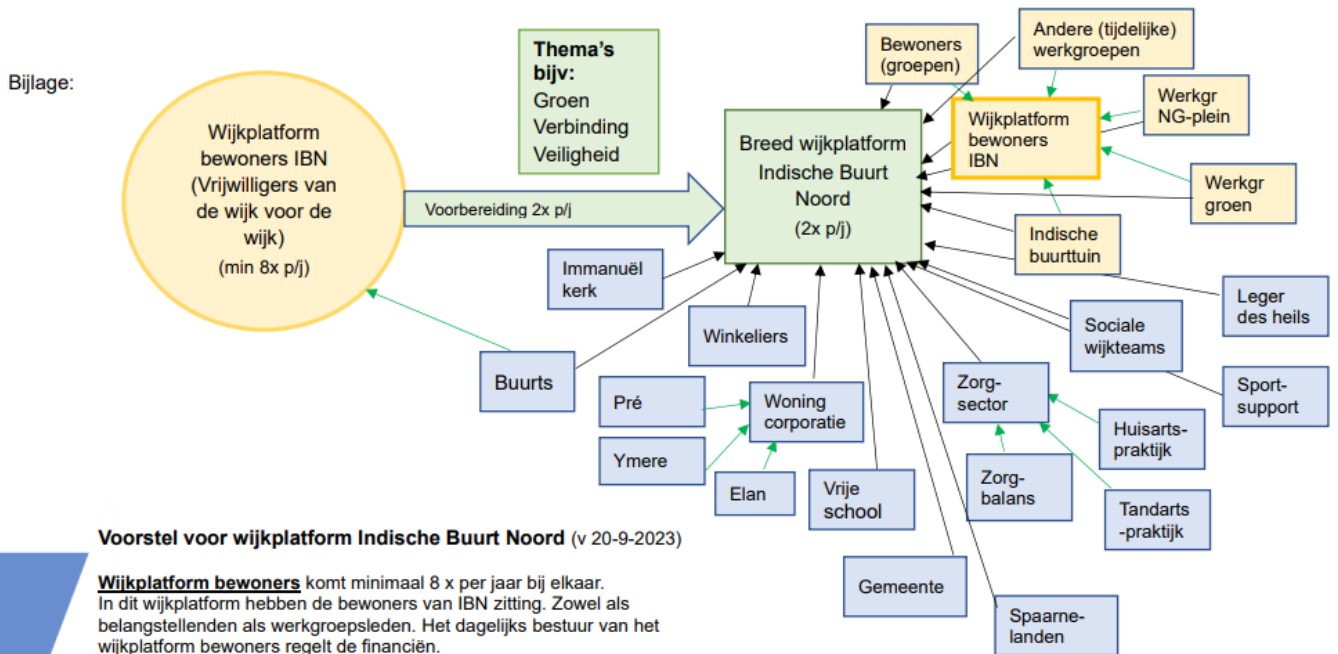 Bijlage:
Wijkplatform
bewoners IBN
(Vrijwilligers van
de wijk voor de
wijk)
(min 8x p/j)
Thema's
bijv:
Groen
Verbinding
Veiligheid
Voorbereiding 2x p/j
Breed wijkplatform
Indische Buurt
Noord
(2x p/j)
Bewoners
(groepen)
Andere (tijdelijke)
werkgroepen
Wijkplatform
bewoners
IBN
Werkgr
NG-plein
Werkgr
groen
Indische
buurttuin
Immanuël
kerk
Winkeliers
Buurts
Pré
Ymere
Elan
Woning
corporatie
Vrije
school
Gemeente
Spaarne-
landen
Zorg-
sector
Zorg-
balans
Huisarts-
praktijk
Tandarts
-praktijk
Sociale
wijkteams
Sport-
support
Leger
des heils
Voorstel voor wijkplatform Indische Buurt Noord (v 20-9-2023)
Wijkplatform bewoners komt minimaal 8 x per jaar bij elkaar.
In dit wijkplatform hebben de bewoners van IBN zitting. Zowel als
belangstellenden als werkgroepsleden. Het dagelijks bestuur van het
wijkplatform bewoners regelt de financiën.